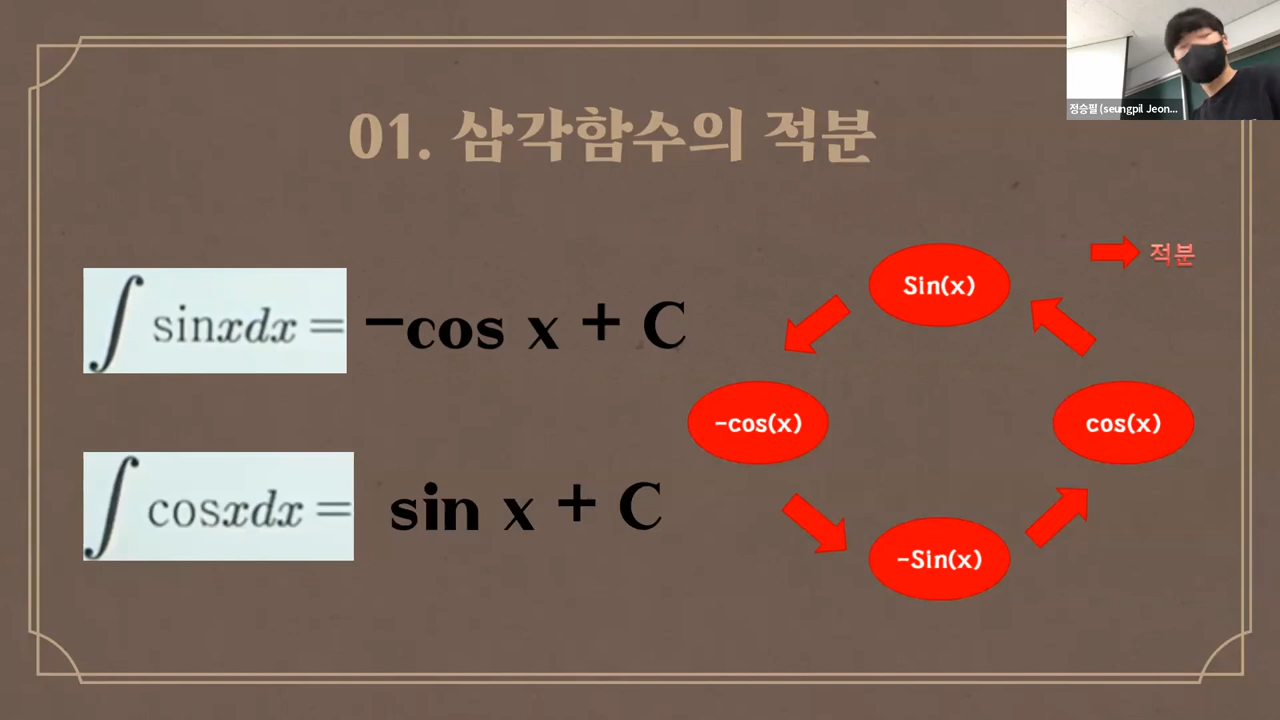 정승필 (seungpil Jeon...
01. 삼각함수의 적분
∫ sinxdx = -cos x + C
∫ cosxdx = sin x + C
적분
Sin(x)
-cos(x)
cos(x)
-Sin(x)